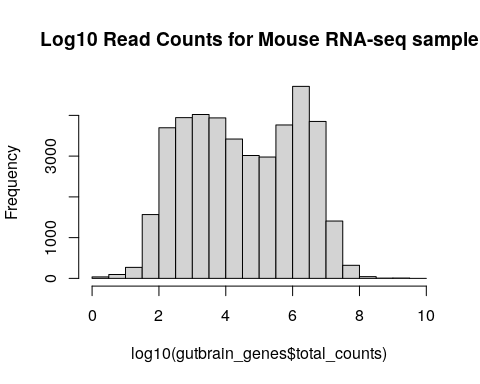 Log10 Read Counts for Mouse RNA-seq sample
Frequency
3000
1000
0
0 2 4 6 8 10
log10(gutbrain_genes$total_counts)